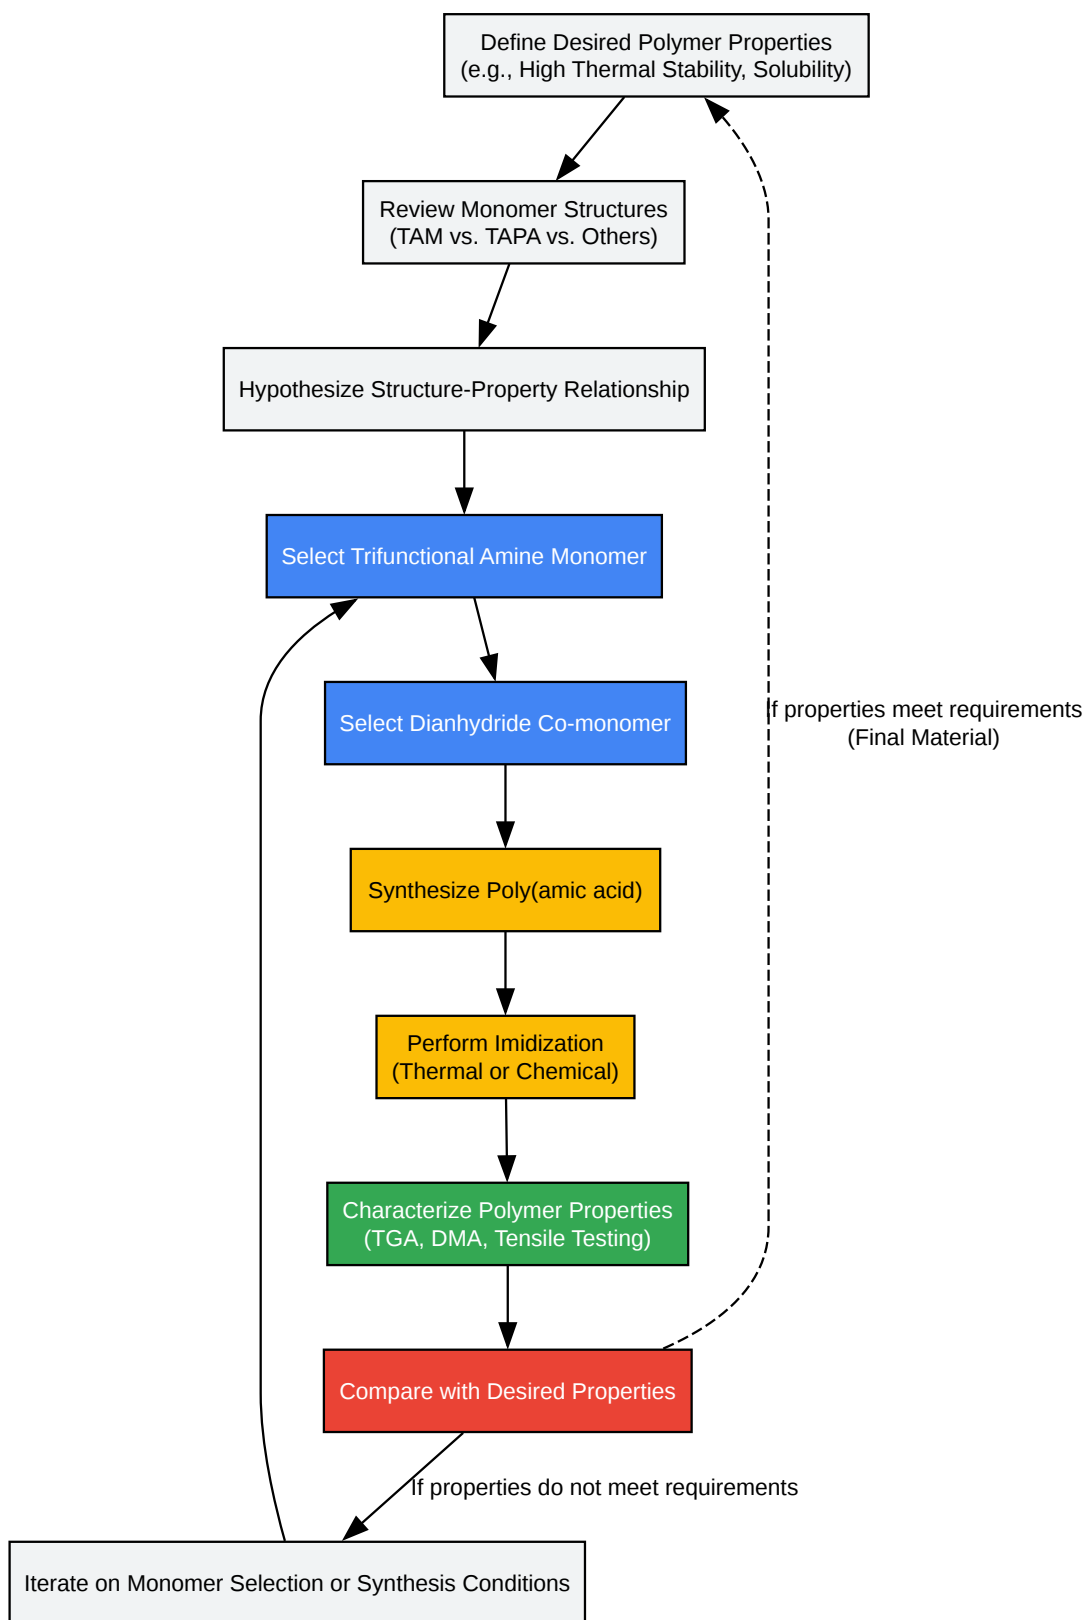 Define Desired Polymer Properties
(e.g., High Thermal Stability, Solubility)
Review Monomer Structures
(TAM vs. TAPA vs. Others)
Hypothesize Structure-Property Relationship
Select Trifunctional Amine Monomer
Select Dianhydride Co-monomer
If properties meet requirements
(Final Material)
Synthesize Poly(amic acid)
Perform Imidization
(Thermal or Chemical)
Characterize Polymer Properties
(TGA, DMA, Tensile Testing)
Compare with Desired Properties
If properties do not meet requirements
Iterate on Monomer Selection or Synthesis Conditions